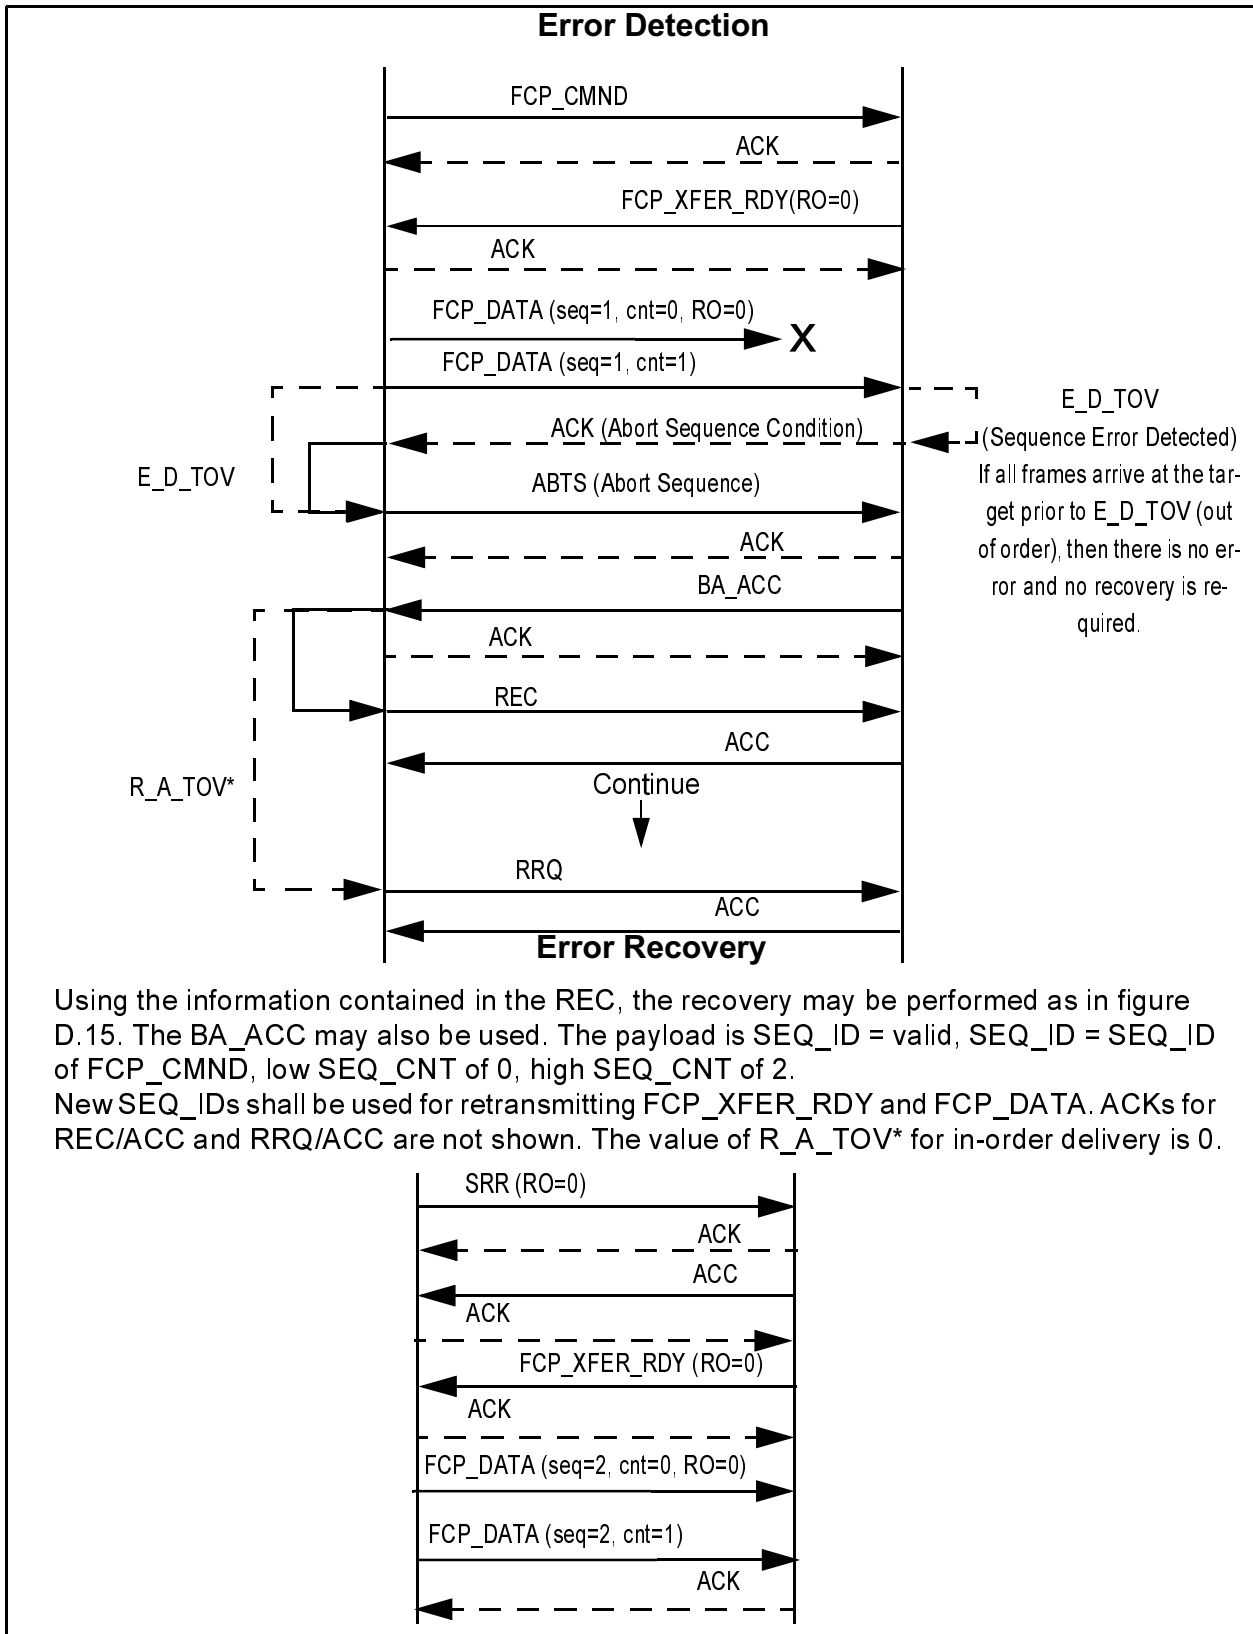 Error Detection
FCP_CMND
ACK
FCP_XFER_RDY(RO=0)
ACK
FCP_DATA (seq=1, cnt=0, RO=0)
X
FCP_DATA (seq=1, cnt=1)
E_D_TOV
(Sequence Error Detected)
If all frames arrive at the tar-
get prior to E_D_TOV (out
of order), then there is no er-
ror and no recovery is re-
quired.
ACK (Abort Sequence Condition)
E_D_TOV
ABTS (Abort Sequence)
ACK
BA_ACC
ACK
REC
ACC
R_A_TOV*
Continue
RRQ
ACC
Error Recovery
Using the information contained in the REC, the recovery may be performed as in figure
D.15. The BA_ACC may also be used. The payload is SEQ_ID = valid, SEQ_ID = SEQ_ID
of FCP_CMND, low SEQ_CNT of 0, high SEQ_CNT of 2.
New SEQ_IDs shall be used for retransmitting FCP_XFER_RDY and FCP_DATA. ACKs for
REC/ACC and RRQ/ACC are not shown. The value of R_A_TOV* for in-order delivery is 0.
SRR (RO=0)
ACK
ACC
ACK
FCP_XFER_RDY (RO=0)
ACK
FCP_DATA (seq=2, cnt=0, RO=0)
FCP_DATA (seq=2, cnt=1)
ACK